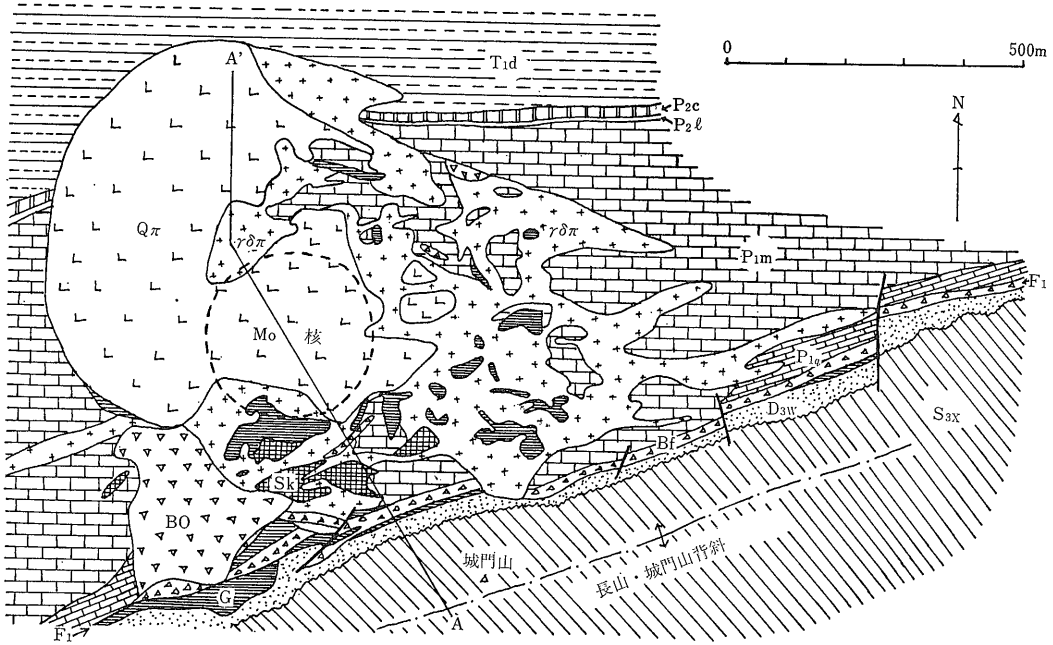 0
500m
T₁d
A'
P₂c
P₂ℓ
N
Qπ
γδπ
γδπ
P₁m
F₁
Mo
核
P₁q
D₃w
S₃x
Bf
Sk
BO
G
城門山
長山・城門山背斜
A
F₁